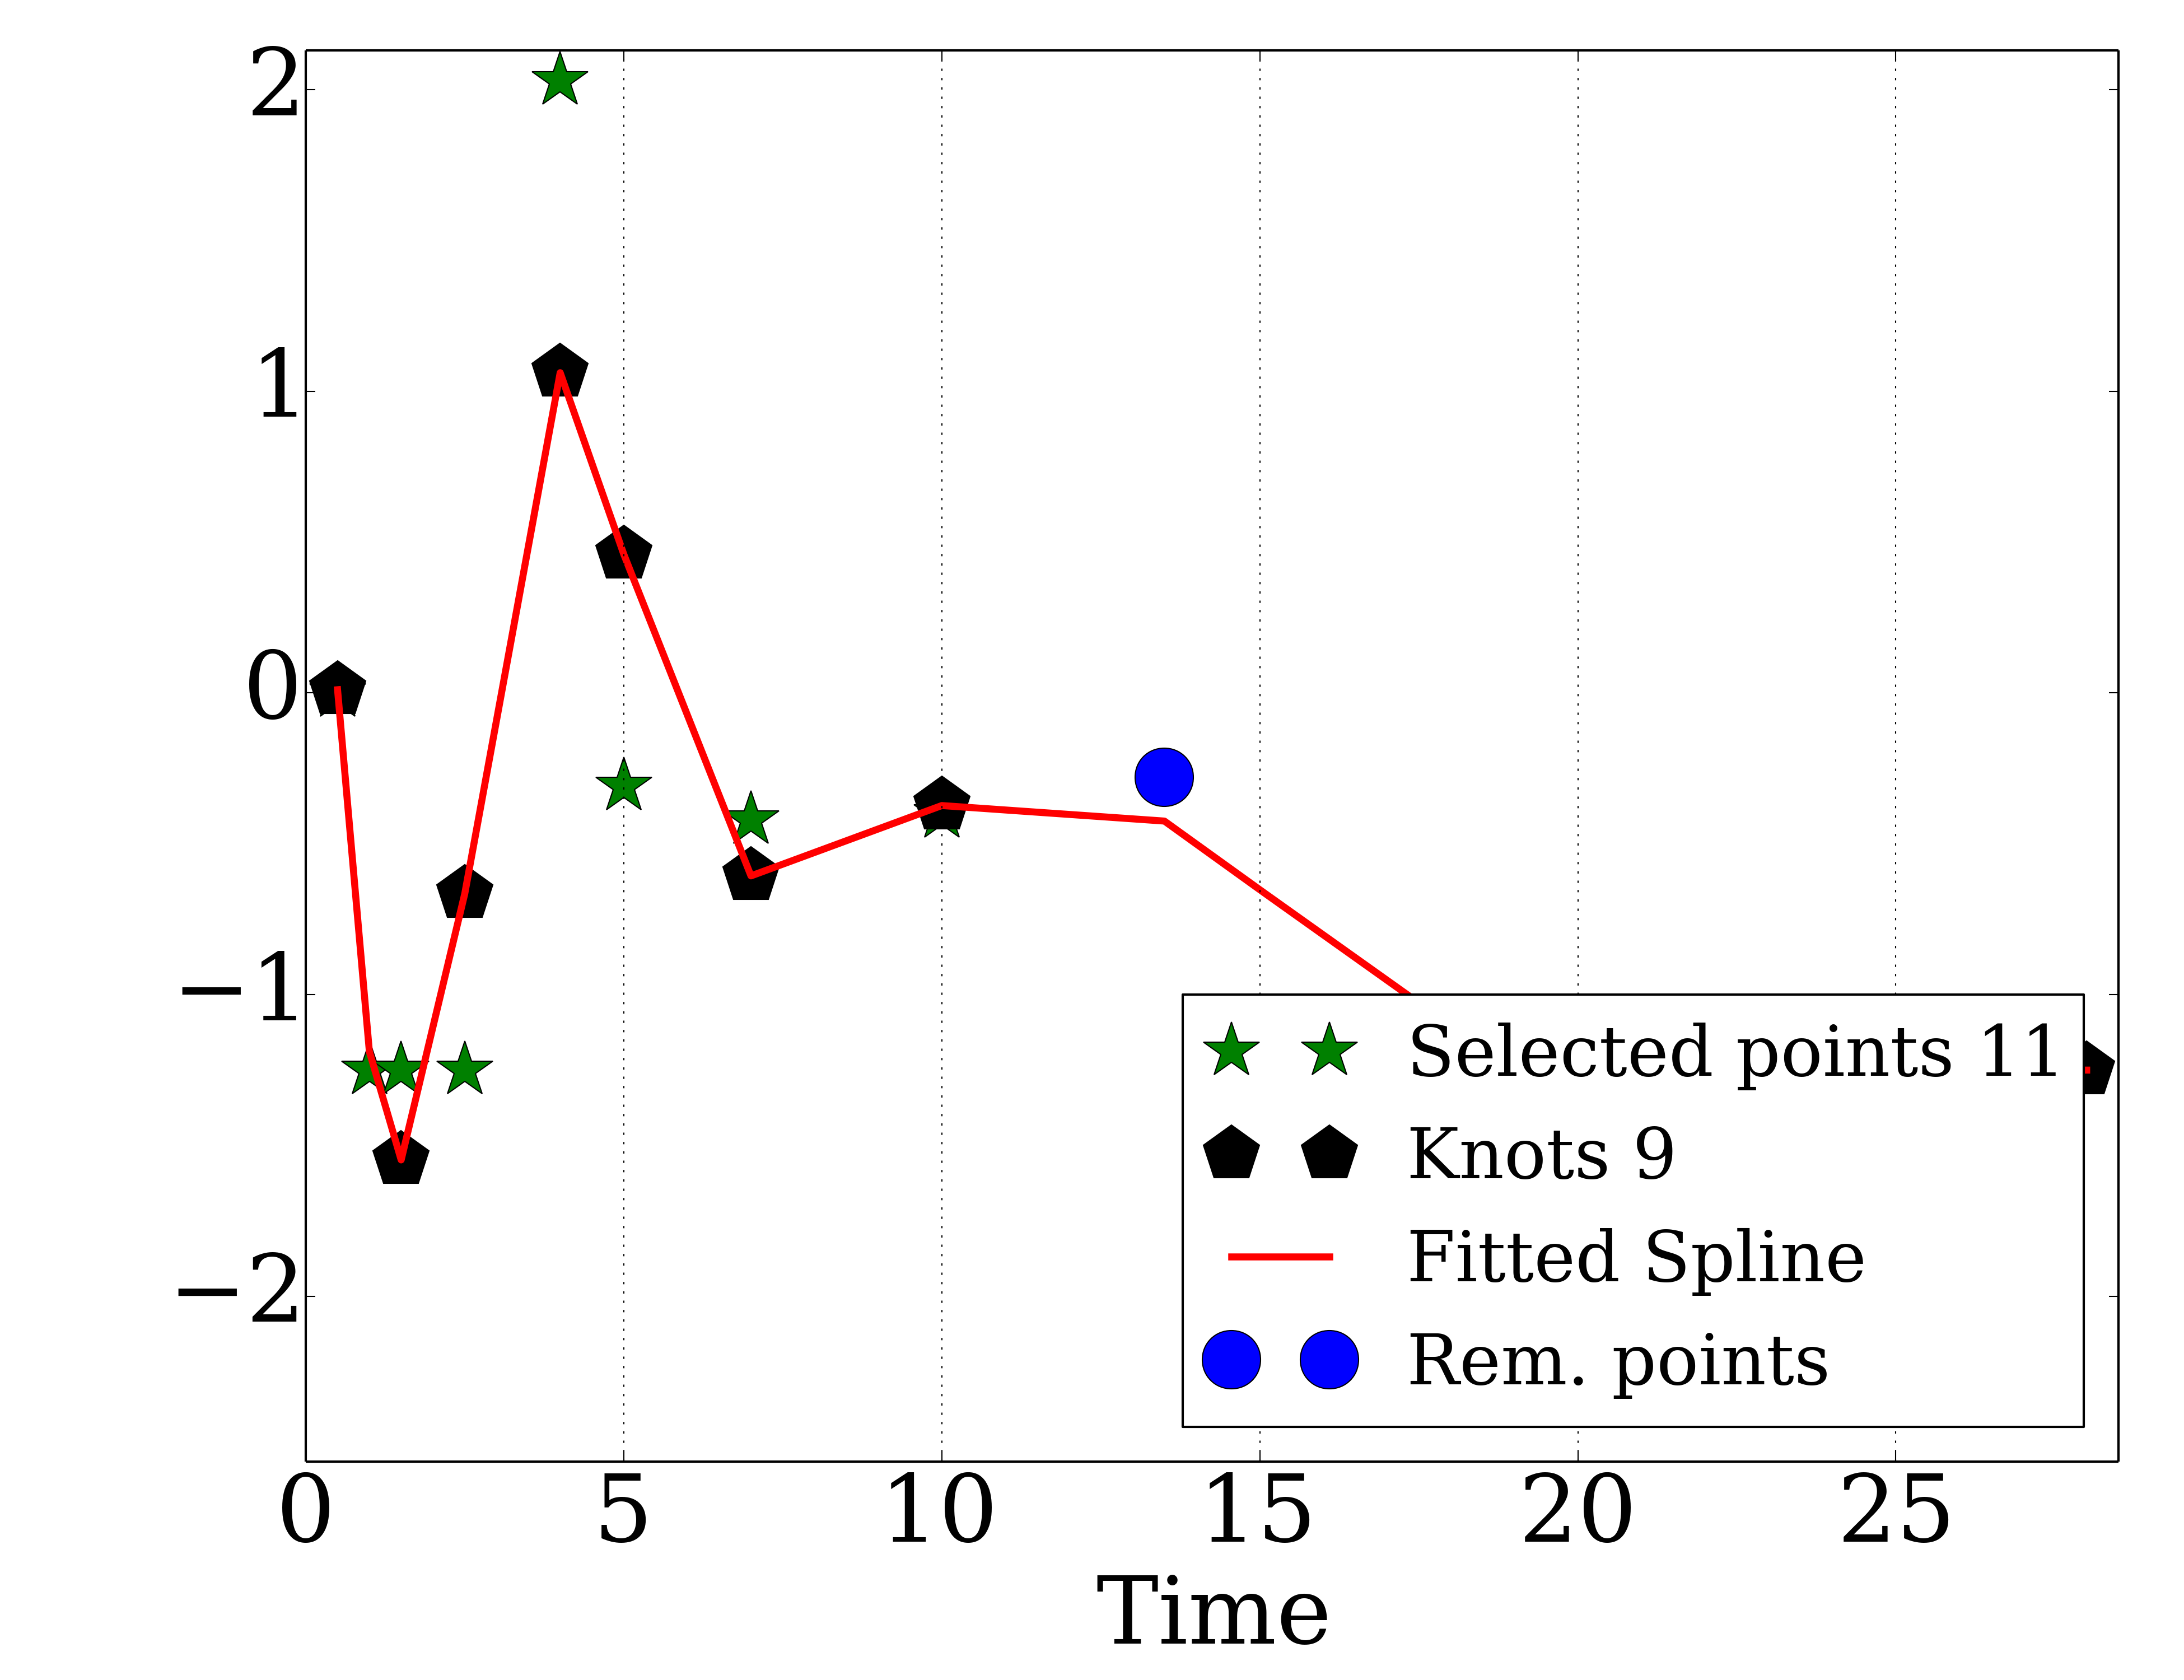 2
1
0
−1
−2
0 5 10 15 20 25
Time
Selected points 11
Knots 9
Fitted Spline
Rem. points